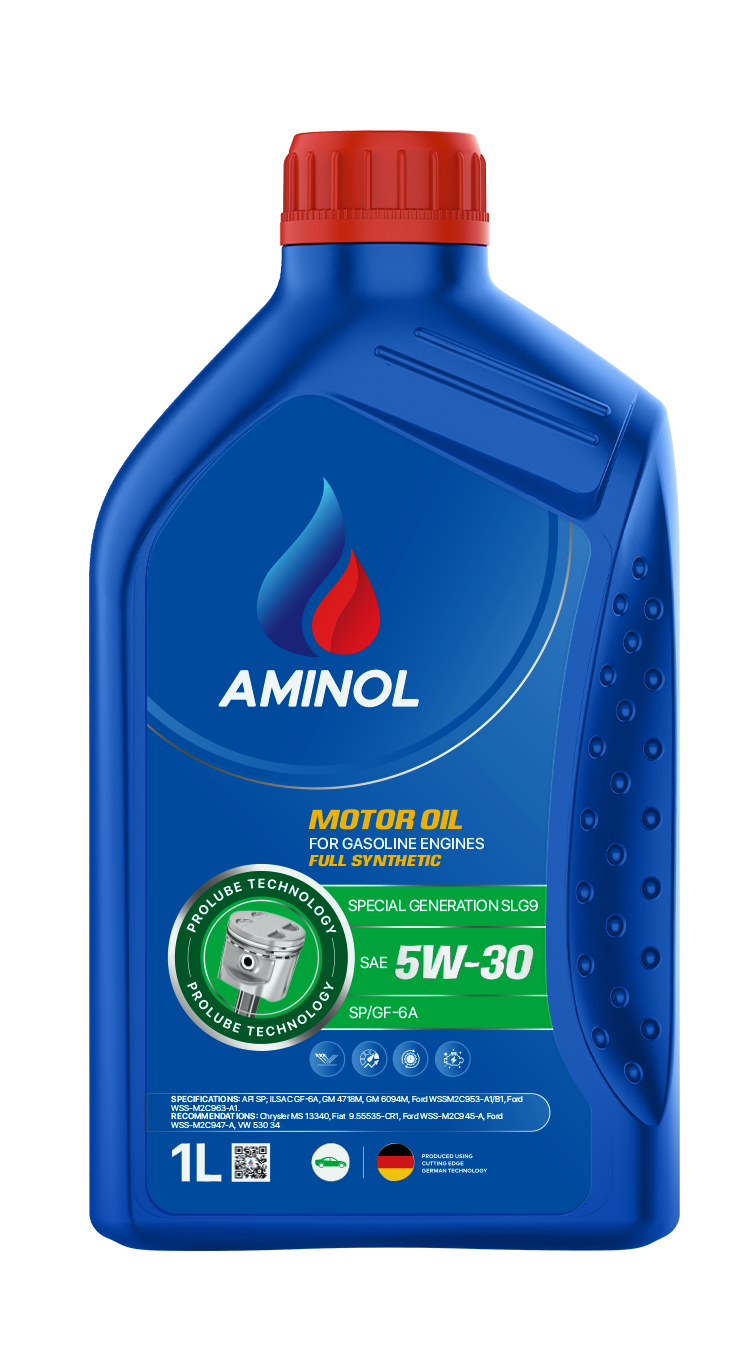 AMINOL
MOTOR OIL
FOR GASOLINE ENGINES
FULL SYNTHETIC
PROLUBE TECHNOLOGY
PROLUBE TECHNOLOGY
SPECIAL GENERATION SLG9
SAE 5W-30
SP/GF-6A
SPECIFICATIONS: API SP; ILSAC GF-6A, GM 4718M, GM 6094M, Ford WSSM2C953-A1/B1, Ford
WSS-M2C963-A1.
RECOMMENDATIONS: Chrysler MS 13340, Fiat 9.55535-CR1, Ford WSS-M2C945-A, Ford
WSS-M2C947-A, VW 530 34
1L
PRODUCED USING
CUTTING EDGE
GERMAN TECHNOLOGY